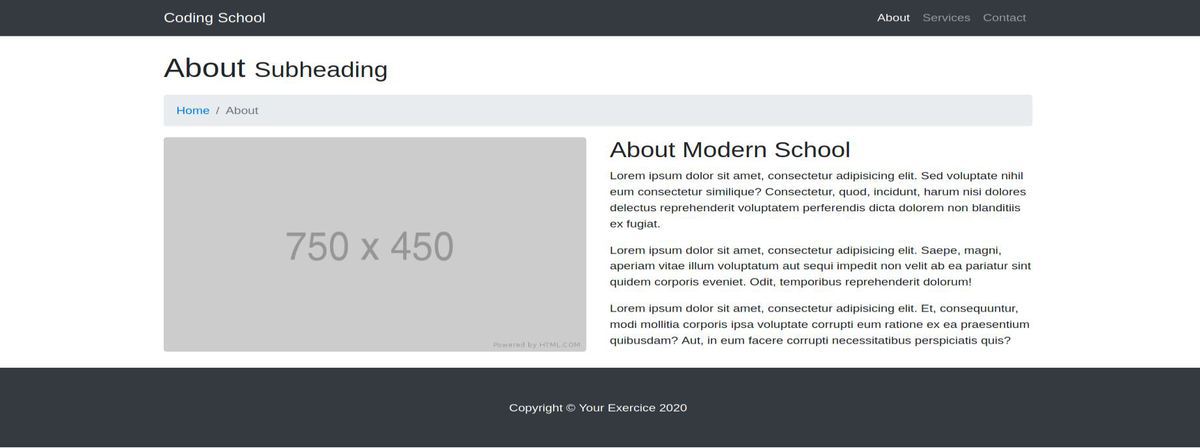 Coding School
About Services Contact
About Subheading
Home / About
750 x 450
Powered by HTML.COM
About Modern School
Lorem ipsum dolor sit amet, consectetur adipisicing elit. Sed voluptate nihil
eum consectetur similique? Consectetur, quod, incidunt, harum nisi dolores
delectus reprehenderit voluptatem perferendis dicta dolorem non blanditiis
ex fugiat.
Lorem ipsum dolor sit amet, consectetur adipisicing elit. Saepe, magni,
aperiam vitae illum voluptatum aut sequi impedit non velit ab ea pariatur sint
quidem corporis eveniet. Odit, temporibus reprehenderit dolorum!
Lorem ipsum dolor sit amet, consectetur adipisicing elit. Et, consequuntur,
modi mollitia corporis ipsa voluptate corrupti eum ratione ex ea praesentium
quibusdam? Aut, in eum facere corrupti necessitatibus perspiciatis quis?
Copyright © Your Exercice 2020